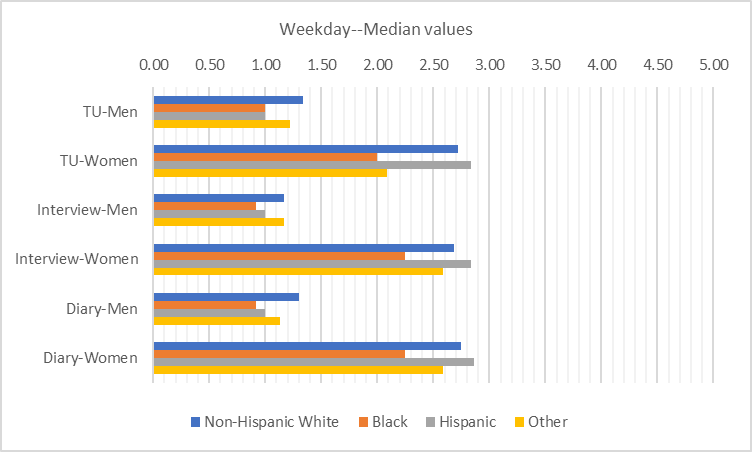 Weekday--Median values
0.00 0.50 1.00 1.50 2.00 2.50 3.00 3.50 4.00 4.50 5.00
TU-Men
TU-Women
Interview-Men
Interview-Women
Diary-Men
Diary-Women
Non-Hispanic White Black Hispanic Other